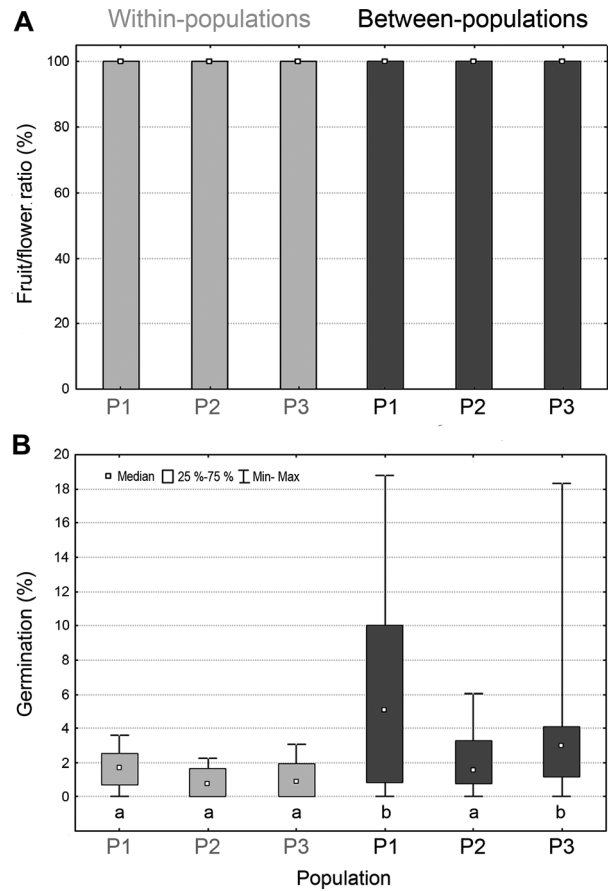 A
Within-populations Between-populations
Fruit/flower ratio (%)
100
80
60
40
20
0
P1 P2 P3 P1 P2 P3
B
Germination (%)
20
18
16
14
12
10
8
6
4
2
0
Median 25 %-75 % Min- Max
a a a b a b
P1 P2 P3 P1 P2 P3
Population